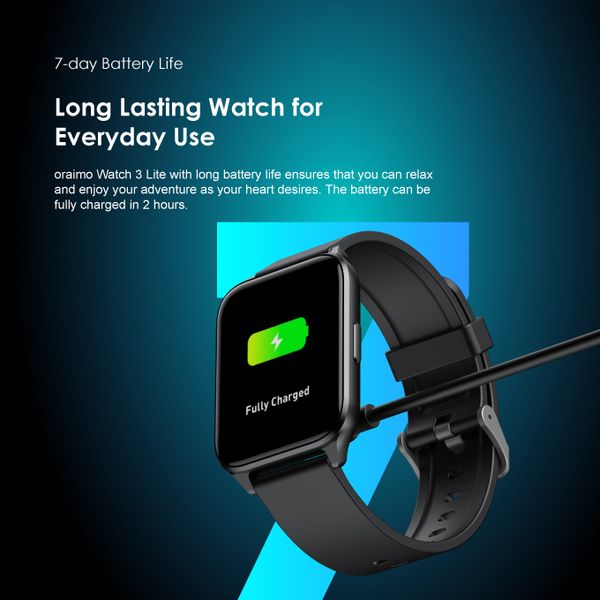 7-day Battery Life
Long Lasting Watch for
Everyday Use
oraimo Watch 3 Lite with long battery life ensures that you can relax
and enjoy your adventure as your heart desires. The battery can be
fully charged in 2 hours.
7
Fully Charged